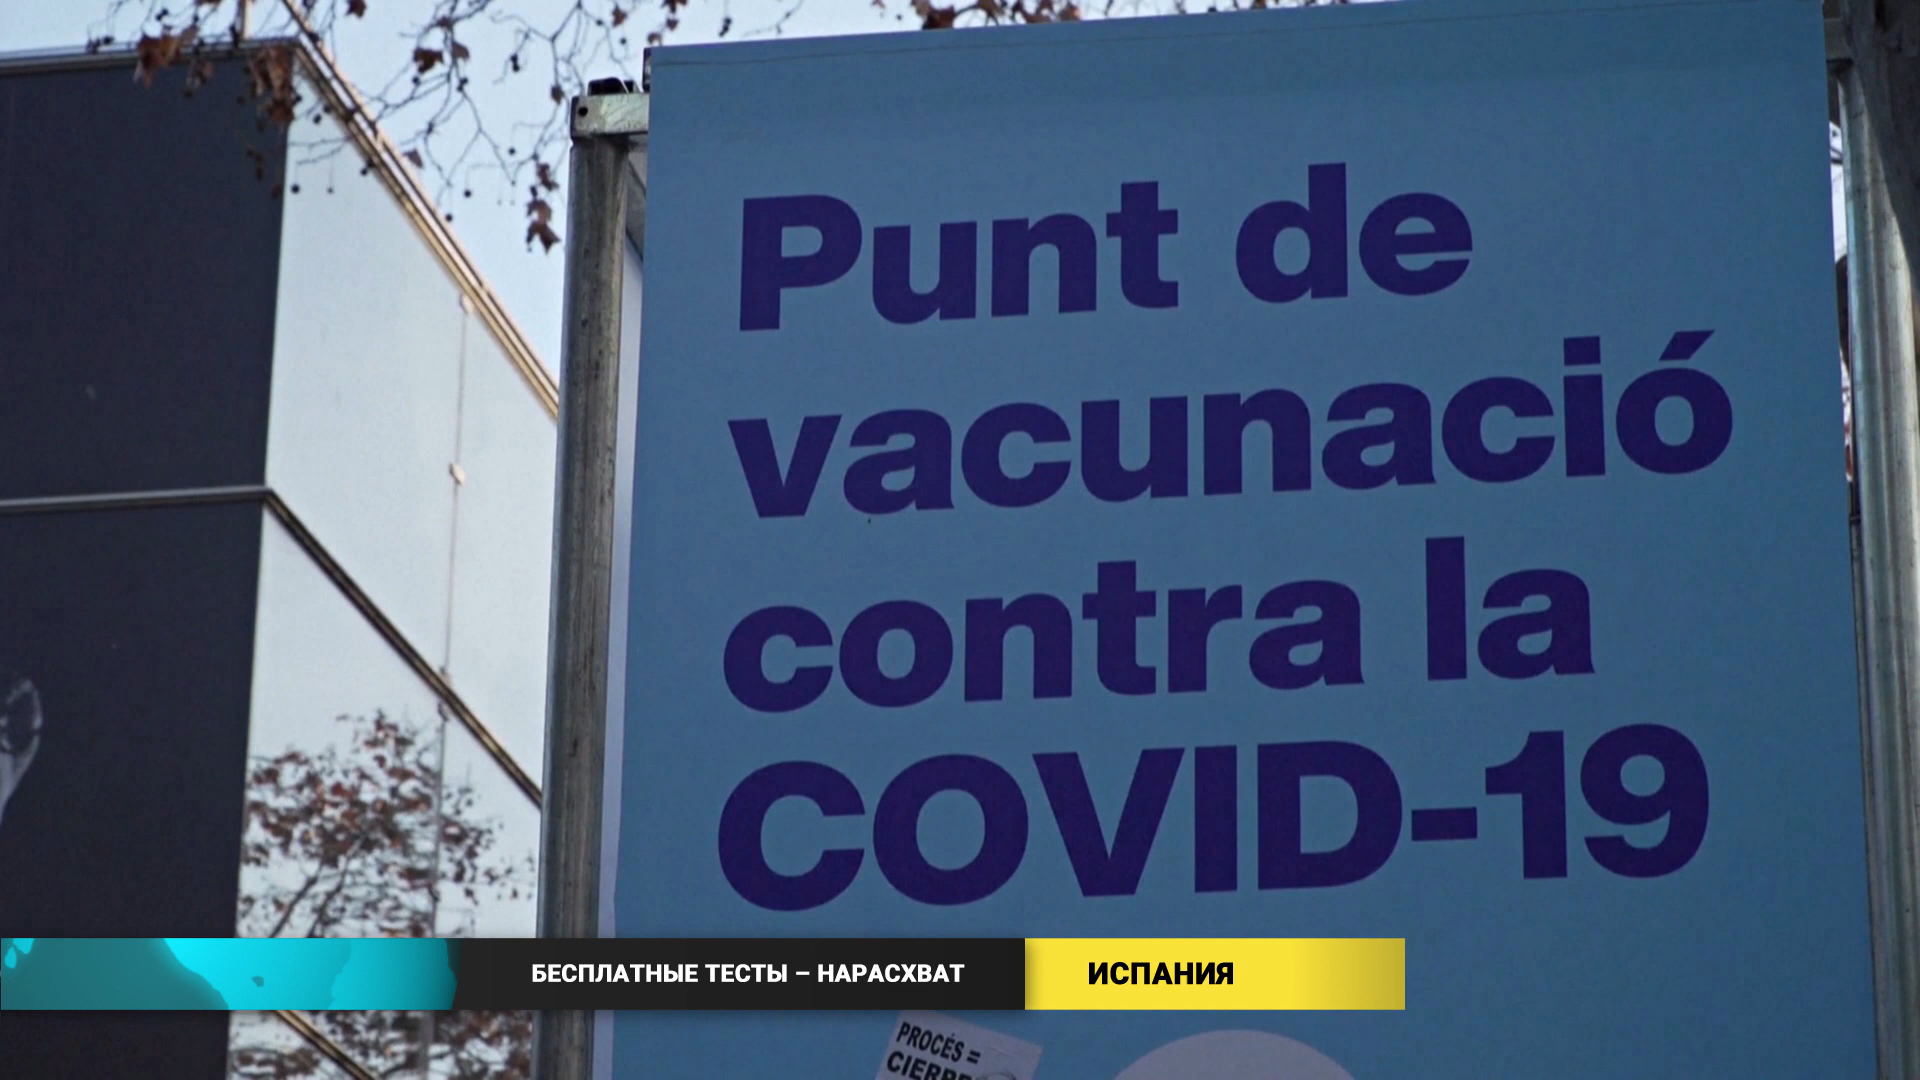 Punt de
vacunació
contra la
COVID-19
БЕСПЛАТНЫЕ ТЕСТЫ – НАРАСХВАТ
ИСПАНИЯ
PROCÉS =